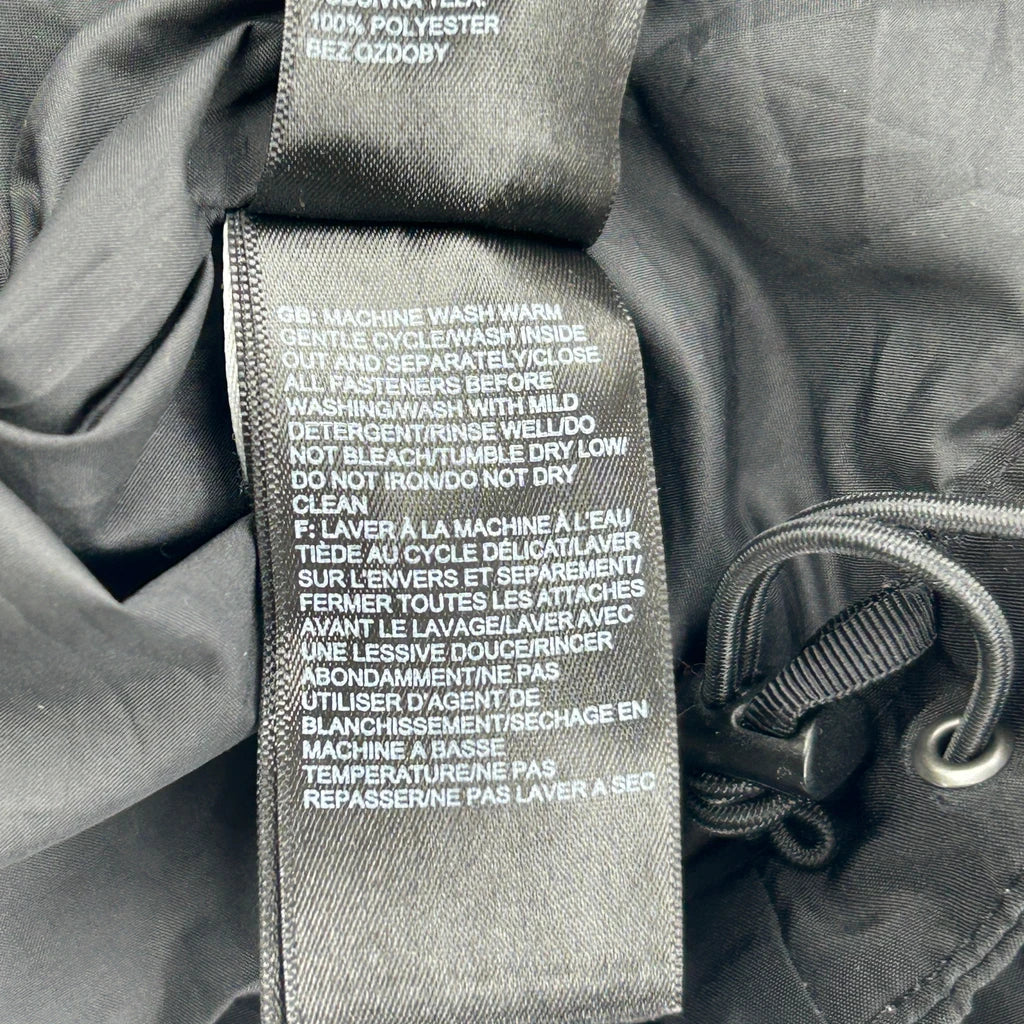 100% POLYESTER
BEZ OZDOBY
GB: MACHINE WASH WARM
GENTLE CYCLE/WASH INSIDE
OUT AND SEPARATELY/CLOSE
ALL FASTENERS BEFORE
WASHING/WASH WITH MILD
DETERGENT/RINSE WELL/DO
NOT BLEACH/TUMBLE DRY LOW/
DO NOT IRON/DO NOT DRY
CLEAN
F: LAVER À LA MACHINE À L'EAU
TIÈDE AU CYCLE DÉLICAT/LAVER
SUR L'ENVERS ET SEPAREMENT/
FERMER TOUTES LES ATTACHES
AVANT LE LAVAGE/LAVER AVEC
UNE LESSIVE DOUCE/RINCER
ABONDAMMENT/NE PAS
UTILISER D'AGENT DE
BLANCHISSEMENT/SECHAGE EN
MACHINE A BASSE
TEMPERATURE/NE PAS
REPASSER/NE PAS LAVER A SEC